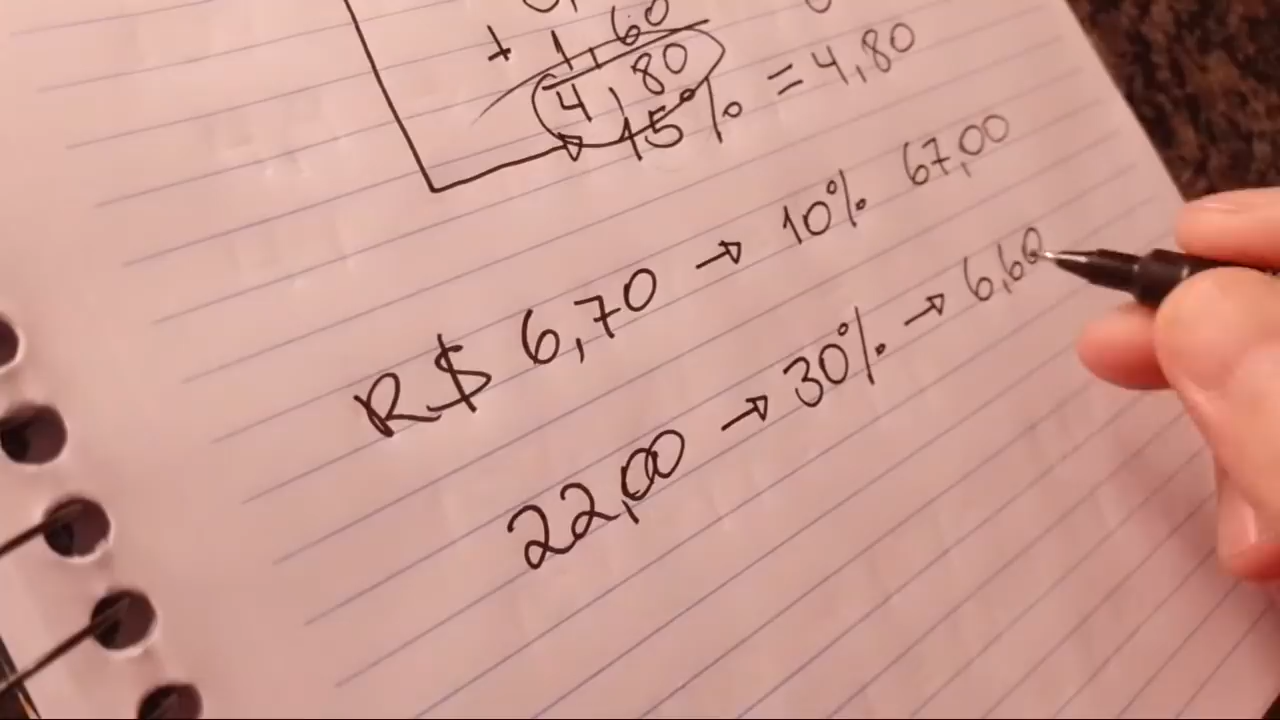 + 1,60
4,80
15% = 4,80
R$ 6,70 → 10% 67,00
22,00 → 30% → 6,60